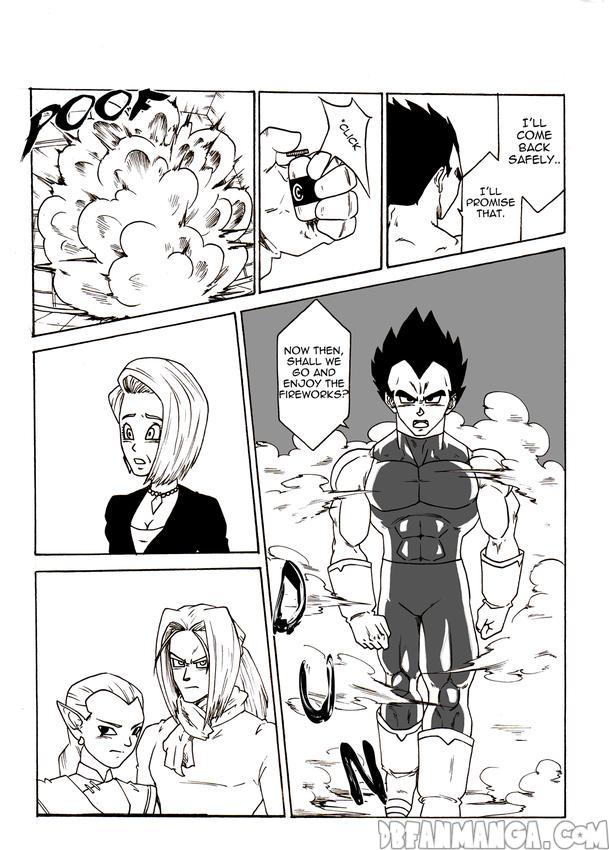 I'LL
COME
BACK
SAFELY..
I'LL
PROMISE
THAT.
*CLICK
C
POOF
NOW THEN,
SHALL WE
GO AND
ENJOY THE
FIREWORKS?
DUN
DBFANMANGA.COM